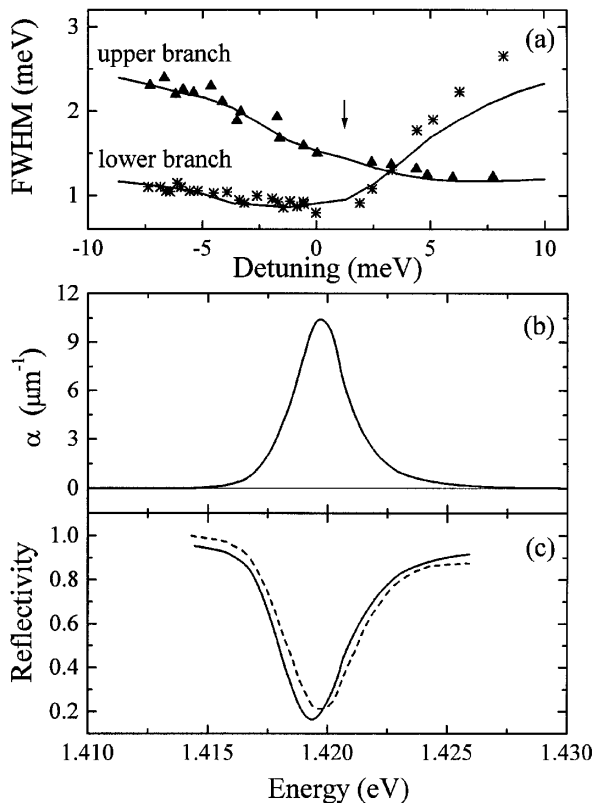 (a)
FWHM (meV)
3
2
1
upper branch
lower branch
-10
-5
0
5
10
Detuning (meV)
(b)
α (μm⁻¹)
12
9
6
3
0
(c)
Reflectivity
1.0
0.8
0.6
0.4
0.2
1.410
1.415
1.420
1.425
1.430
Energy (eV)